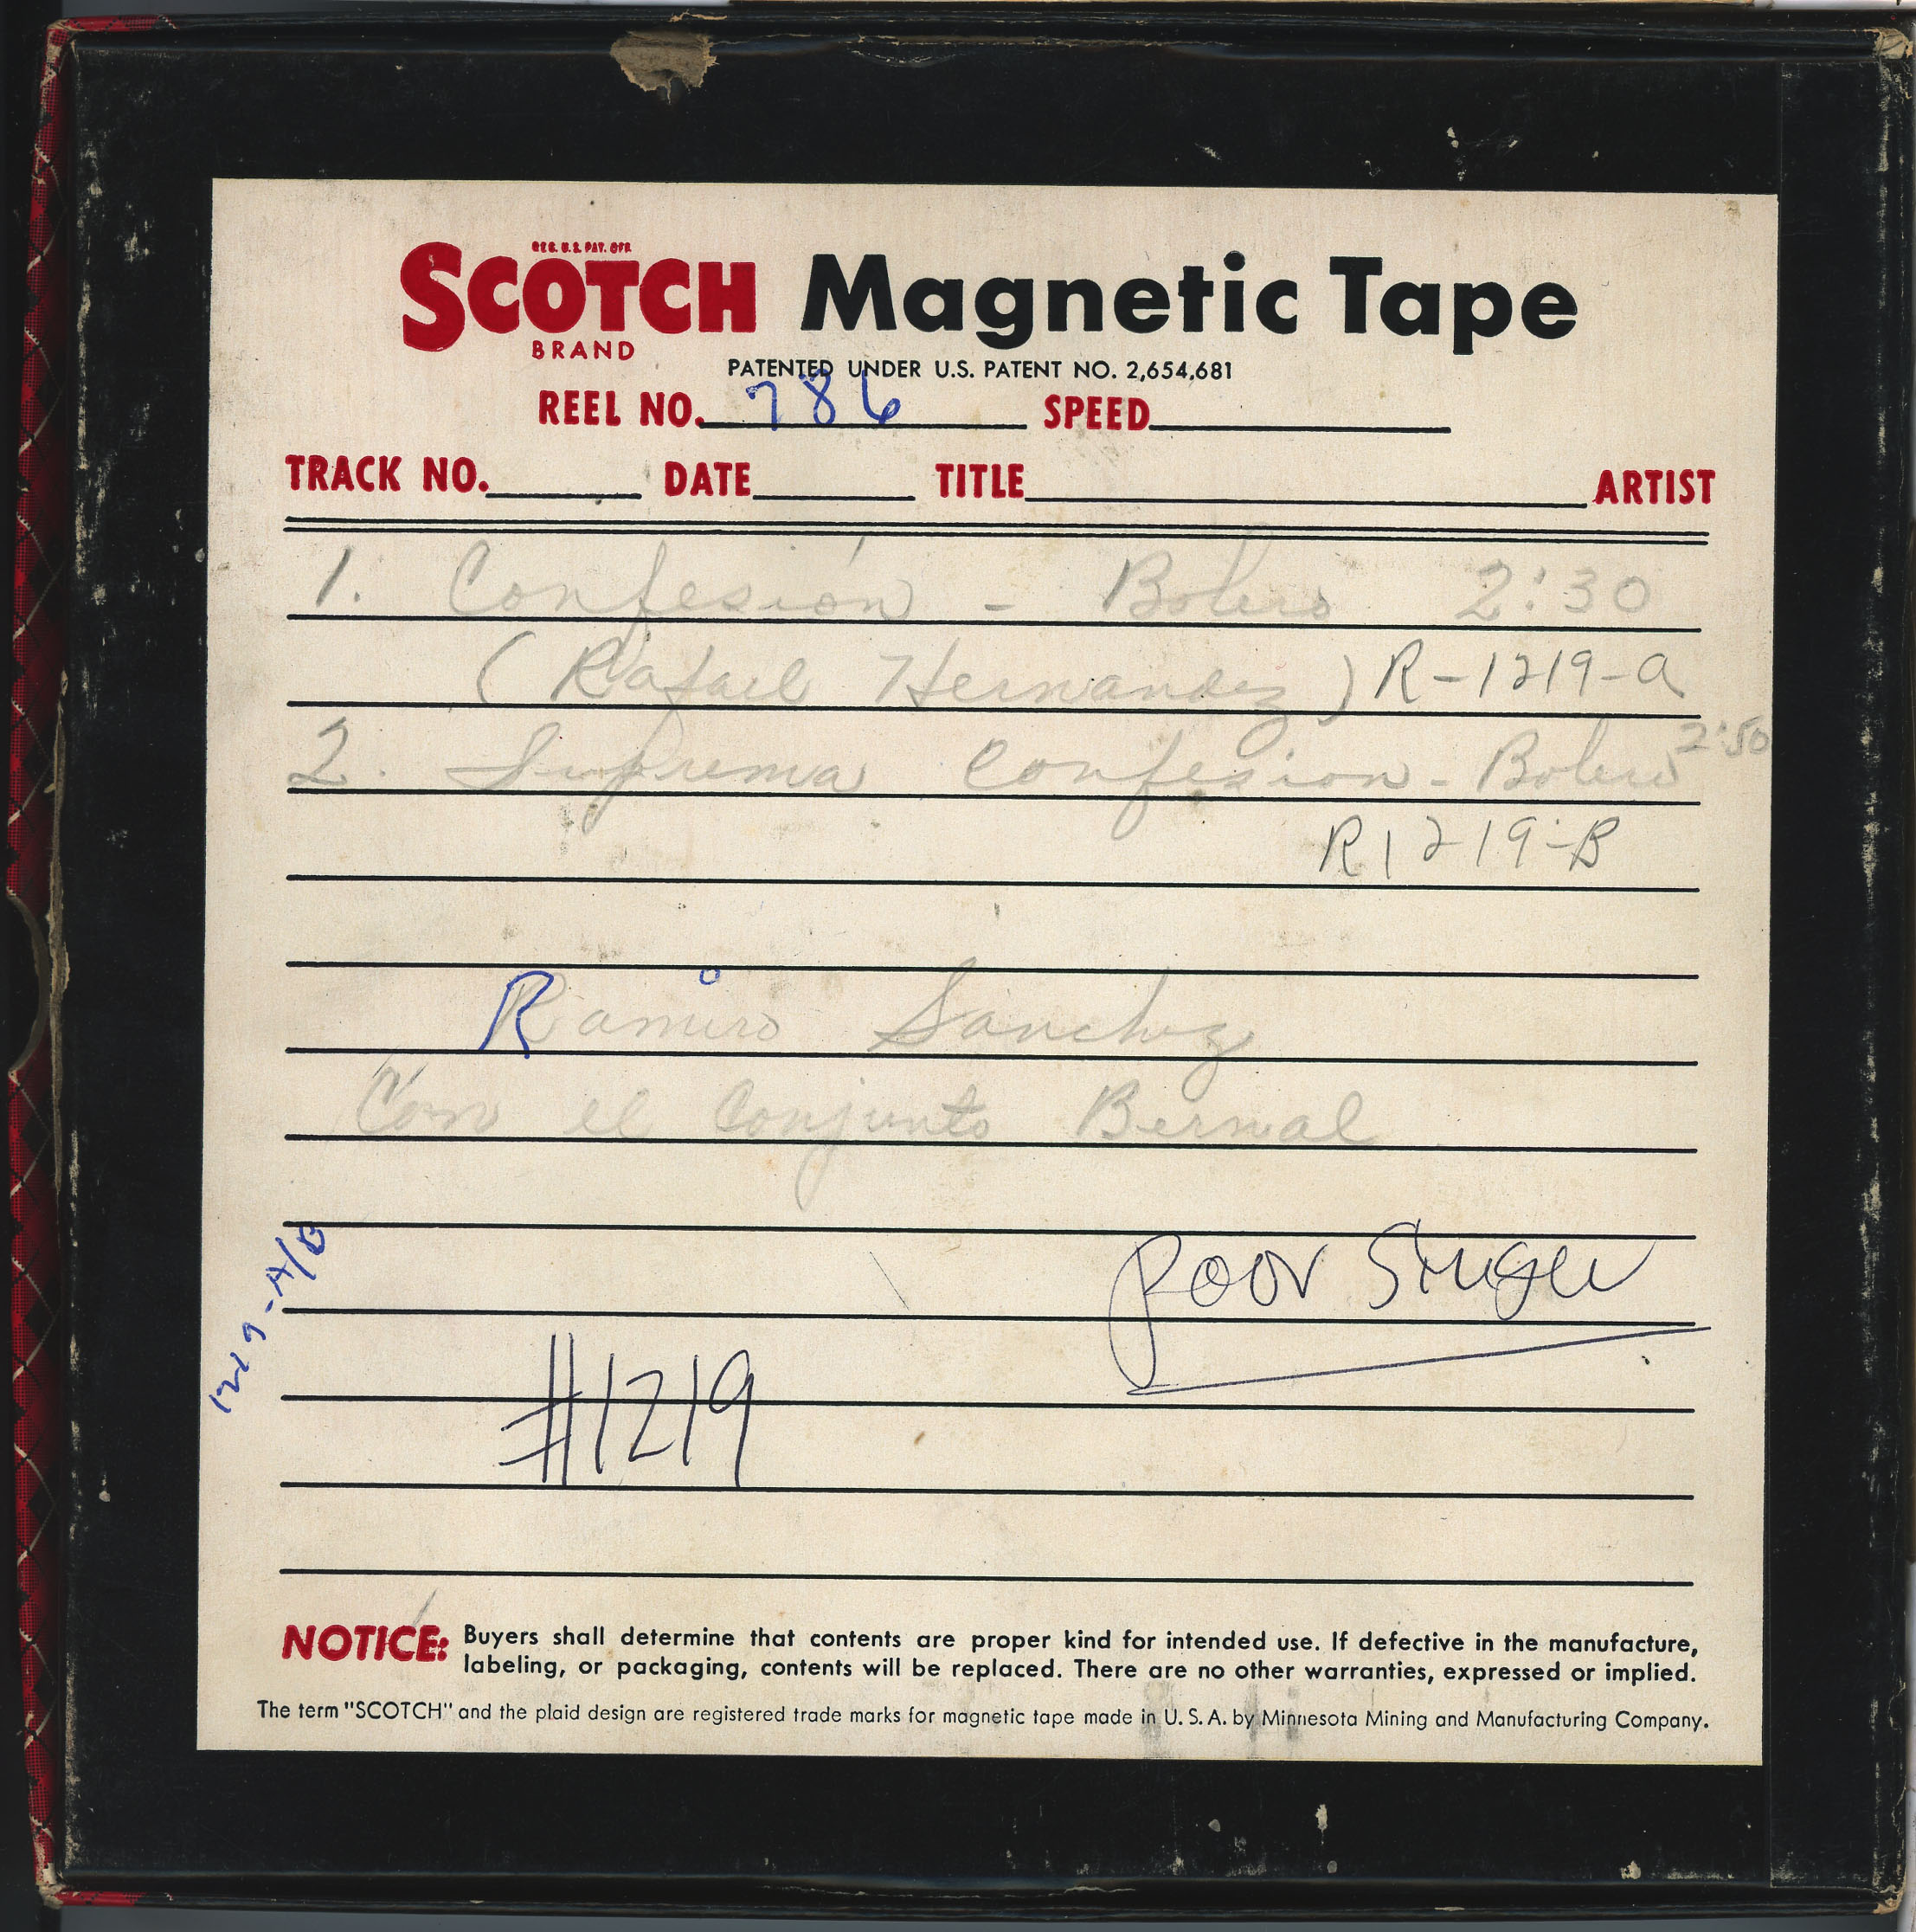 REG. U.S. PAT. OFF.
SCOTCH Magnetic Tape
BRAND
PATENTED UNDER U.S. PATENT NO. 2,654,681
REEL NO. 786 SPEED
TRACK NO. DATE TITLE ARTIST
1. Confesión - Bolero 2:30
(Rafael Hernandez) R-1219-A
2. Suprema Confesion - Bolero 2:50
R1219-B
Ramiro Sanchez
Con el Conjunto Bernal
Poor Singer
1219-A/B
#1219
NOTICE: Buyers shall determine that contents are proper kind for intended use. If defective in the manufacture,
labeling, or packaging, contents will be replaced. There are no other warranties, expressed or implied.
The term "SCOTCH" and the plaid design are registered trade marks for magnetic tape made in U.S.A. by Minnesota Mining and Manufacturing Company.